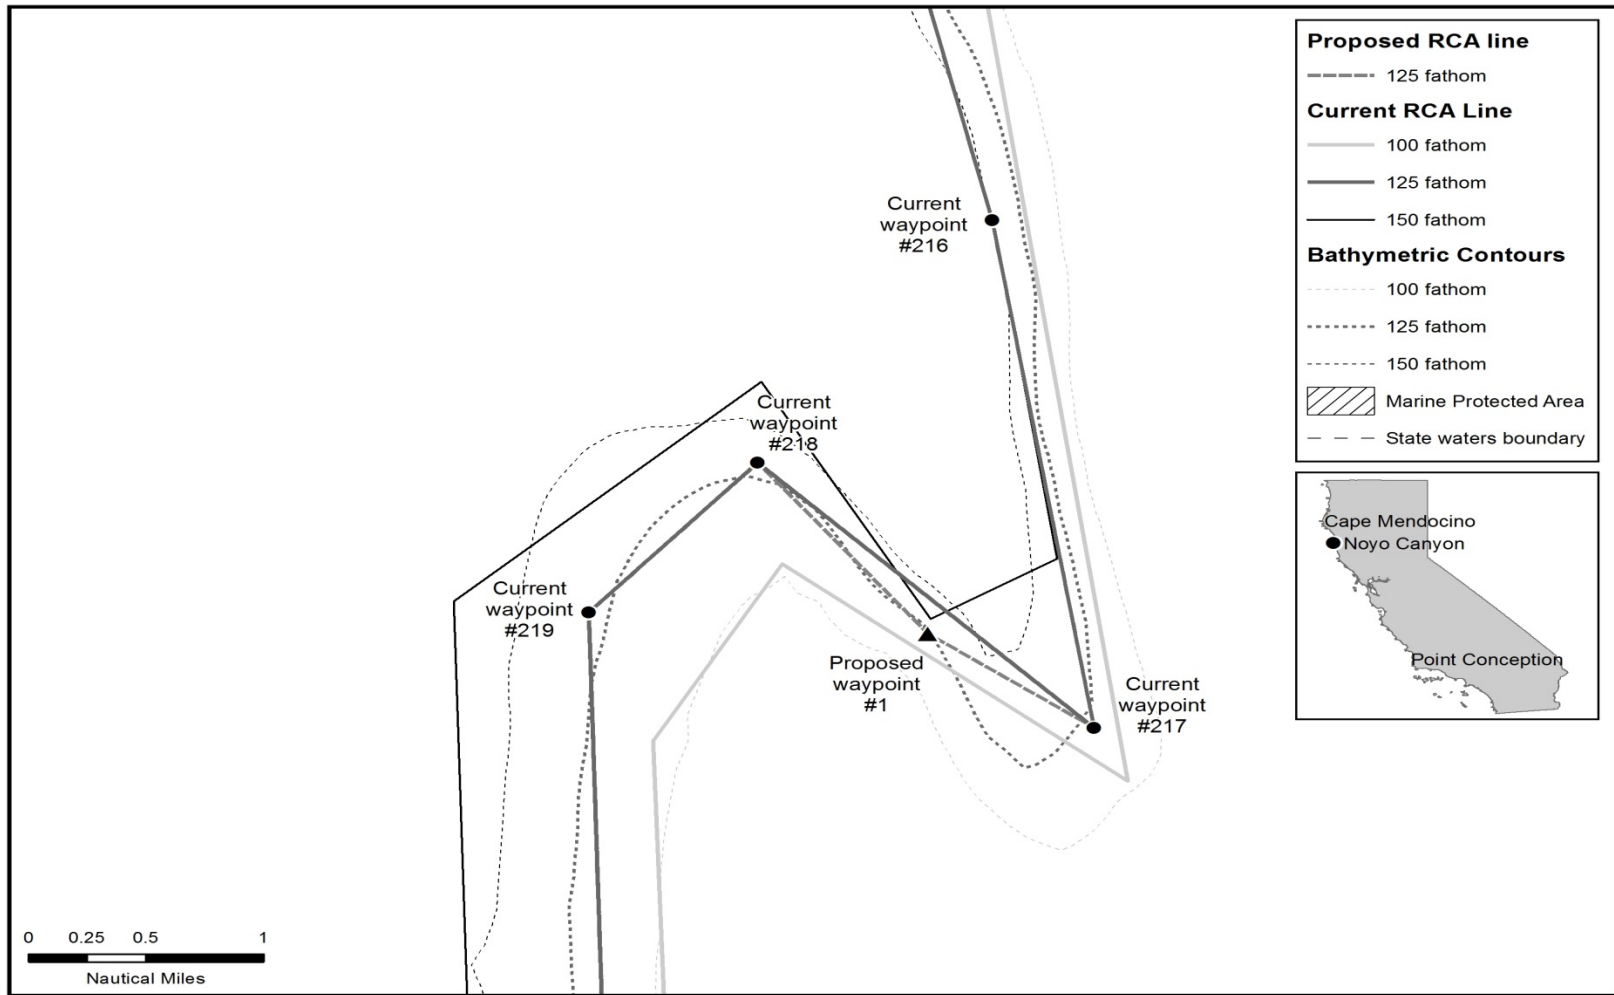 Current
waypoint
#216
Current
waypoint
#218
Current
waypoint
#219
Proposed
waypoint
#1
Current
waypoint
#217
0 0.25 0.5 1
Nautical Miles
Proposed RCA line
125 fathom
Current RCA Line
100 fathom
125 fathom
150 fathom
Bathymetric Contours
100 fathom
125 fathom
150 fathom
Marine Protected Area
State waters boundary
Cape Mendocino
Noyo Canyon
Point Conception